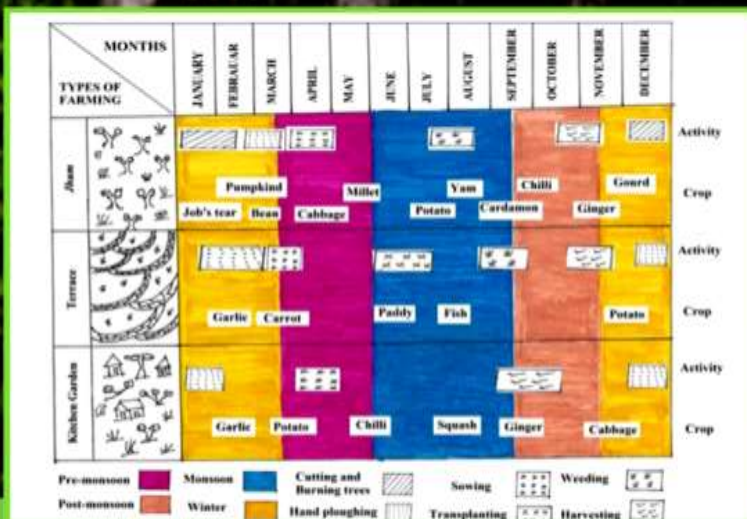 MONTHS
TYPES OF FARMING
JANUARY FEBRAUAR MARCH APRIL MAY JUNE JULY AUGUST SEPTEMBER OCTOBER NOVEMBER DECEMBER
Jhum
Activity
Pumpkind Millet Yam Chilli Gourd
Crop
Job's tear Bean Cabbage Potato Cardamon Ginger
Terrace
Activity
Garlic Carrot Paddy Fish Potato Crop
Kitchen Garden
Activity
Garlic Potato Chilli Squash Ginger Cabbage Crop
Pre-monsoon Monsoon Cutting and Burning trees Sowing Weeding
Post-monsoon Winter Hand ploughing Transplanting Harvesting